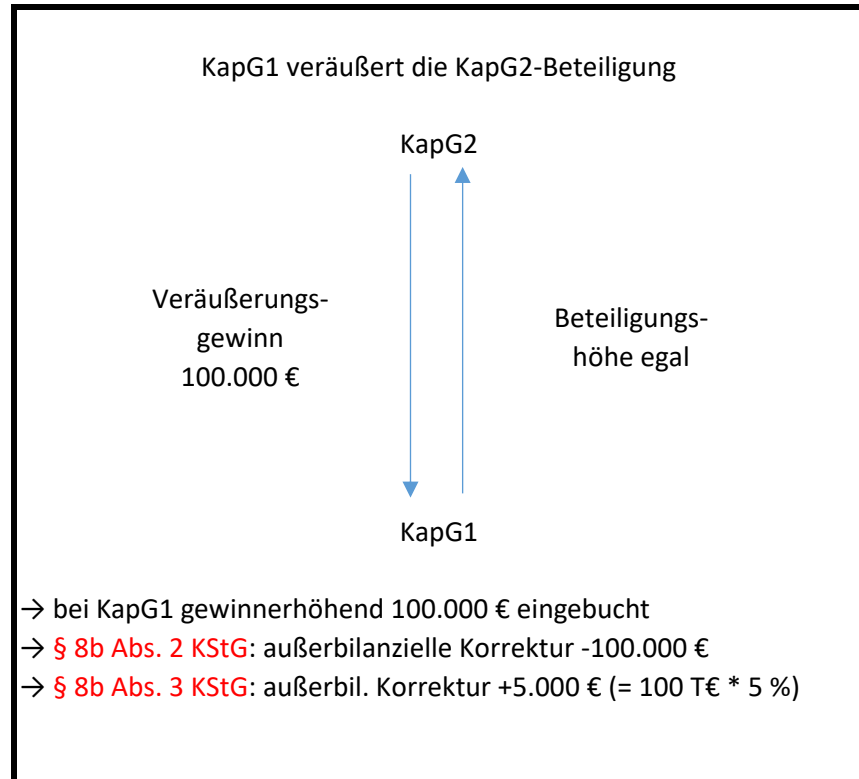 KapG1 veräußert die KapG2-Beteiligung
KapG2
Veräußerungs-
gewinn
100.000 €
Beteiligungs-
höhe egal
KapG1
→ bei KapG1 gewinnerhöhend 100.000 € eingebucht
→ § 8b Abs. 2 KStG: außerbilanzielle Korrektur -100.000 €
→ § 8b Abs. 3 KStG: außerbil. Korrektur +5.000 € (= 100 T€ * 5 %)